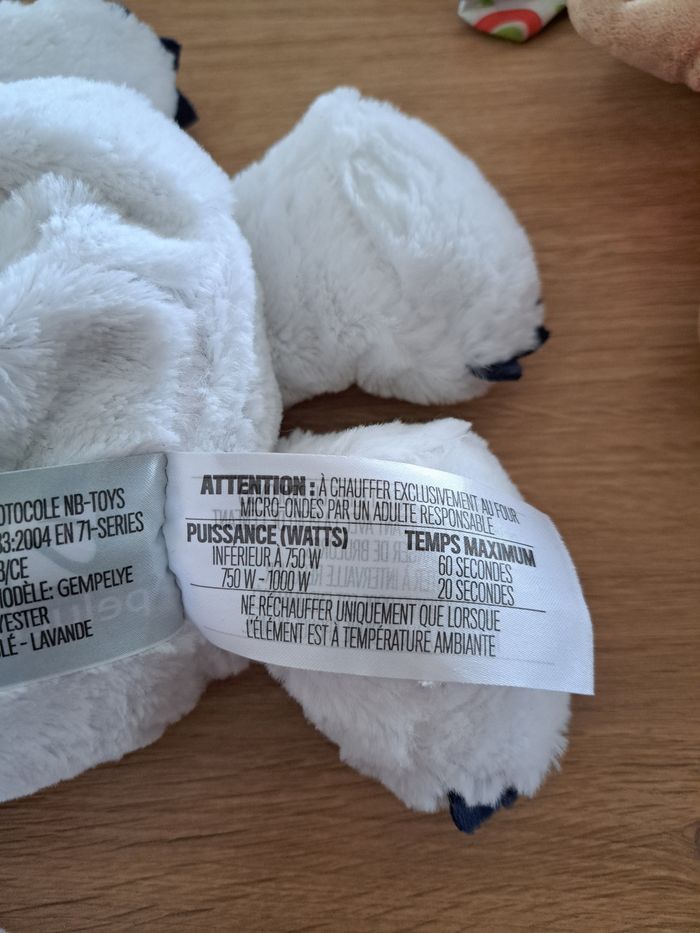 OTOCOLE NB-TOYS
33:2004 EN 71-SERIES
B/CE
MODÈLE: GEMPELYE
YESTER
LÉ - LAVANDE
ATTENTION : À CHAUFFER EXCLUSIVEMENT AU FOUR
MICRO-ONDES PAR UN ADULTE RESPONSABLE
PUISSANCE (WATTS) TEMPS MAXIMUM
INFÉRIEUR À 750 W 60 SECONDES
750 W - 1000 W 20 SECONDES
NE RÉCHAUFFER UNIQUEMENT QUE LORSQUE
L'ÉLÉMENT EST À TEMPÉRATURE AMBIANTE